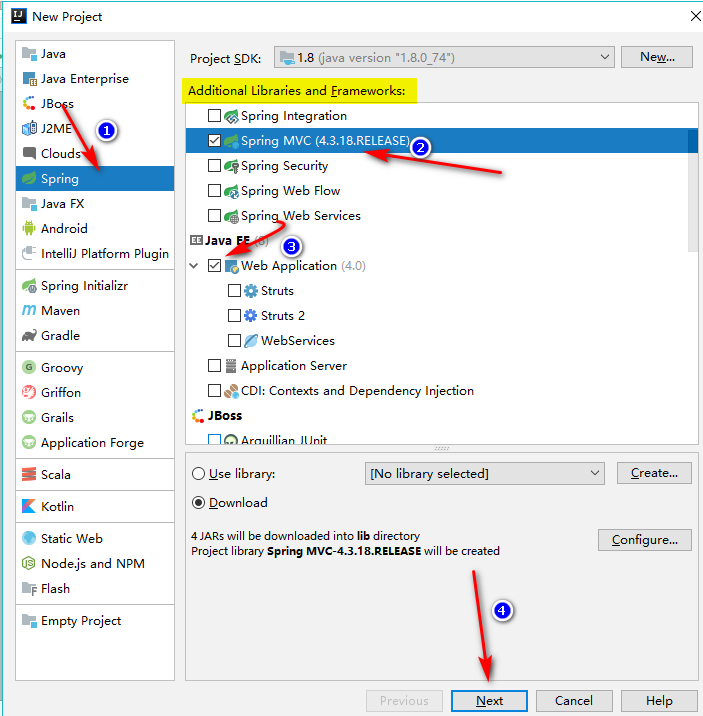 New Project
Java
Java Enterprise
JBoss
J2ME
Clouds
Spring
Java FX
Android
IntelliJ Platform Plugin
Spring Initializr
Maven
Gradle
Groovy
Griffon
Grails
Application Forge
Scala
Kotlin
Static Web
Node.js and NPM
Flash
Empty Project
1
Project SDK: 1.8 (java version "1.8.0_74") New...
Additional Libraries and Frameworks:
Spring Integration
Spring MVC (4.3.18.RELEASE)
2
Spring Security
Spring Web Flow
Spring Web Services
Java EE (8)
3
Web Application (4.0)
Struts
Struts 2
WebServices
Application Server
CDI: Contexts and Dependency Injection
JBoss
Arquillian JUnit
Use library: [No library selected] Create...
Download
4 JARs will be downloaded into lib directory
Project library Spring MVC-4.3.18.RELEASE will be created
Configure...
4
Previous Next Cancel Help